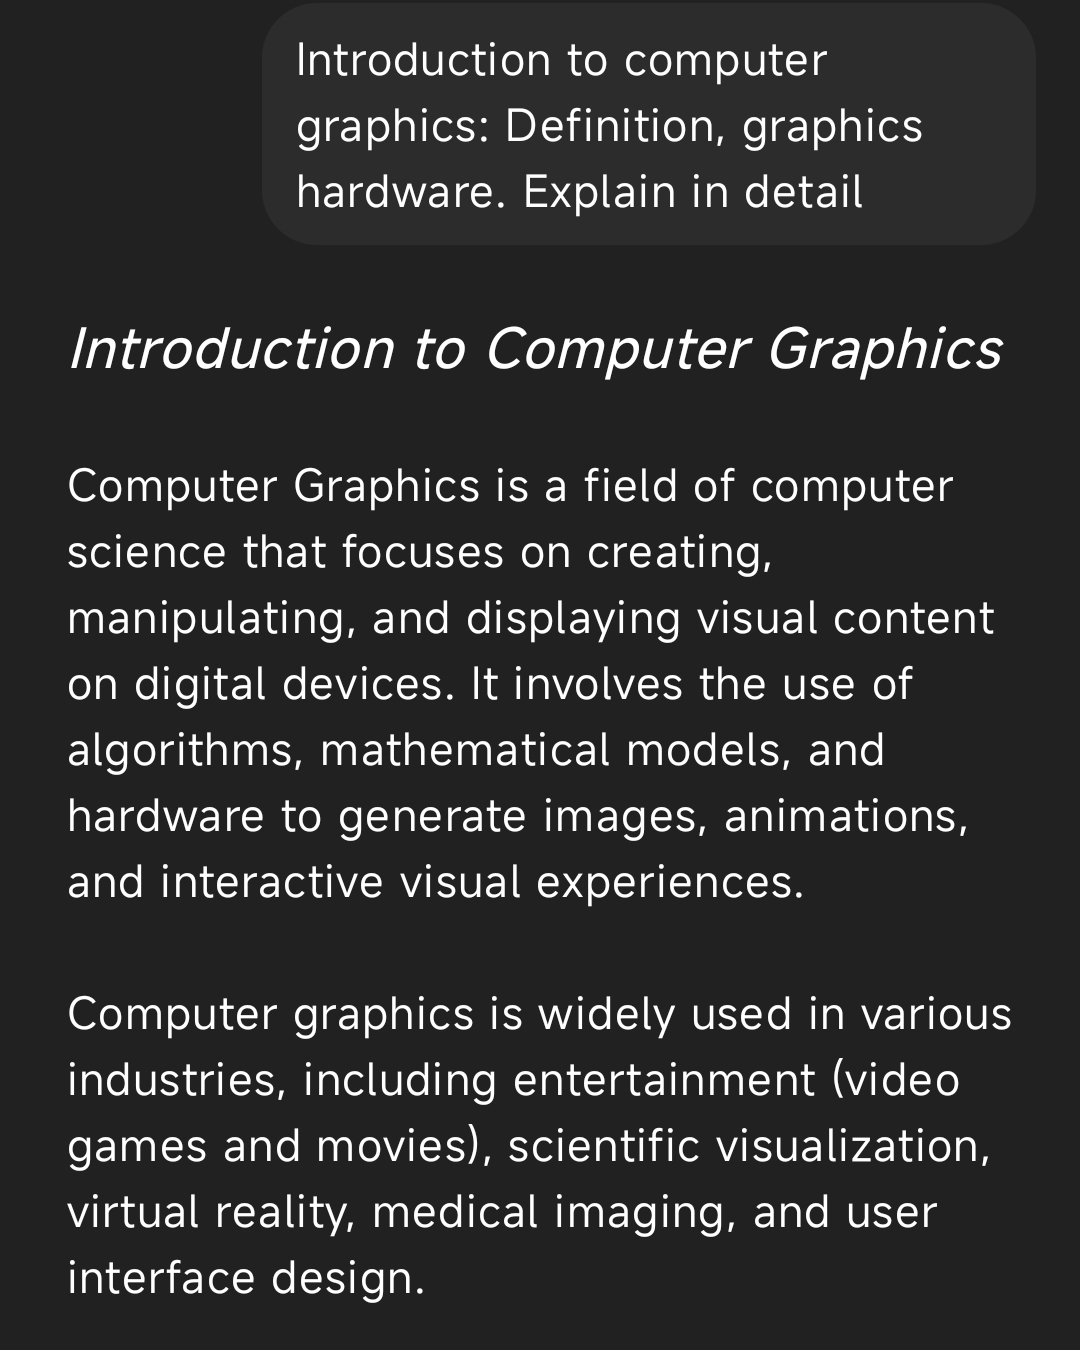 Introduction to computer
graphics: Definition, graphics
hardware. Explain in detail
Introduction to Computer Graphics
Computer Graphics is a field of computer
science that focuses on creating,
manipulating, and displaying visual content
on digital devices. It involves the use of
algorithms, mathematical models, and
hardware to generate images, animations,
and interactive visual experiences.
Computer graphics is widely used in various
industries, including entertainment (video
games and movies), scientific visualization,
virtual reality, medical imaging, and user
interface design.